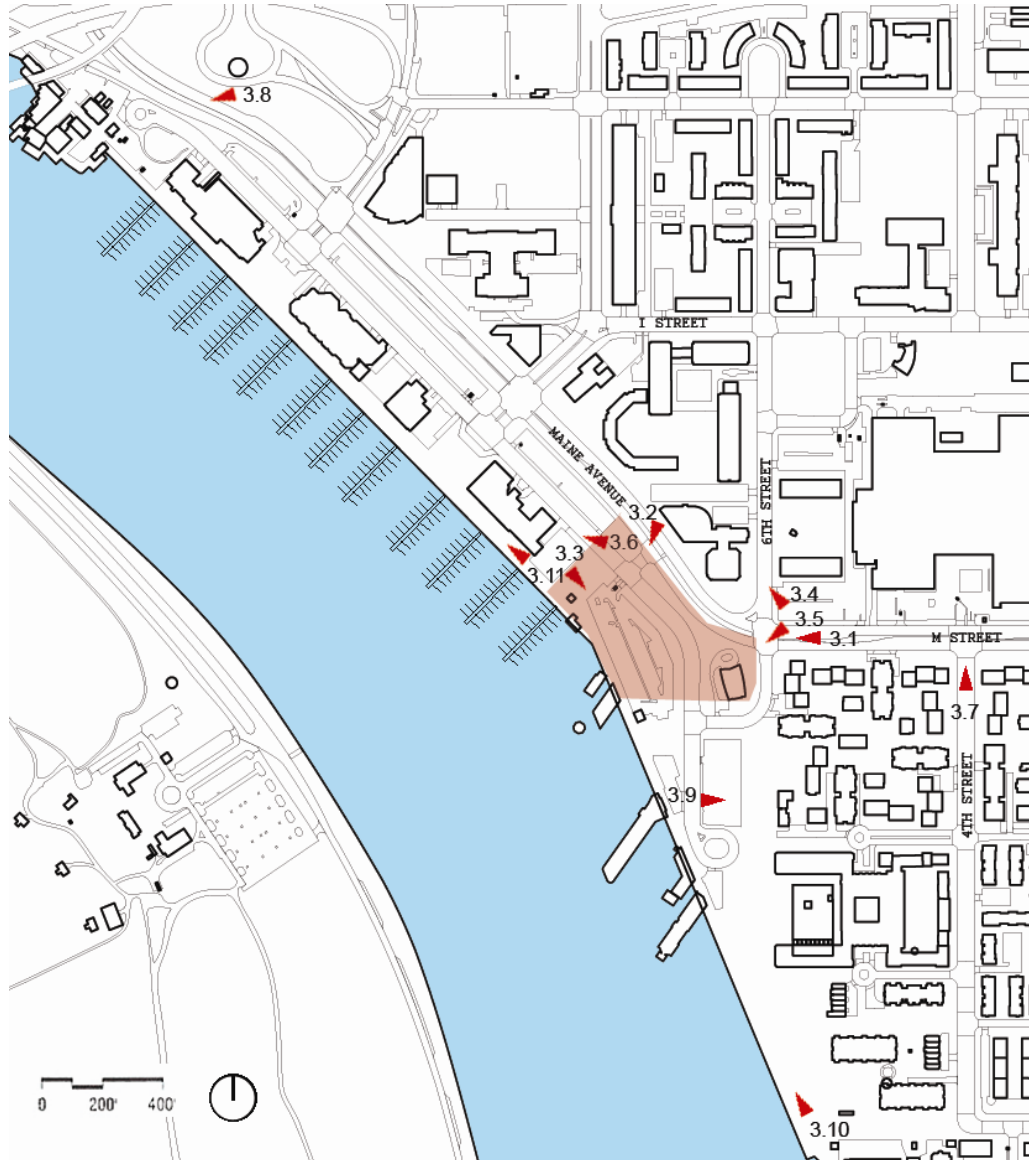 3.8
I STREET
MAINE AVENUE
6TH STREET
3.2
3.6
3.3
3.11
3.4
3.5
3.1
M STREET
3.7
4TH STREET
3.9
0 200' 400'
3.10